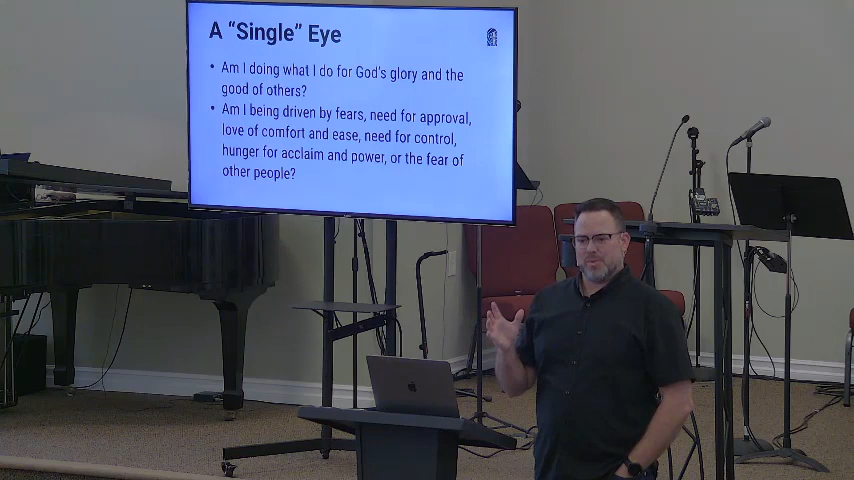 A “Single” Eye
• Am I doing what I do for God's glory and the
good of others?
• Am I being driven by fears, need for approval,
love of comfort and ease, need for control,
hunger for acclaim and power, or the fear of
other people?